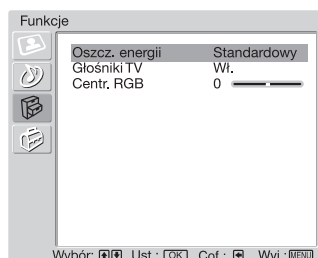 Funkcje
Oszcz. energii Standardowy
Głośniki TV Wł.
Centr. RGB 0
Wybór: Ust.: OK Cof.: Wyj.: MENU